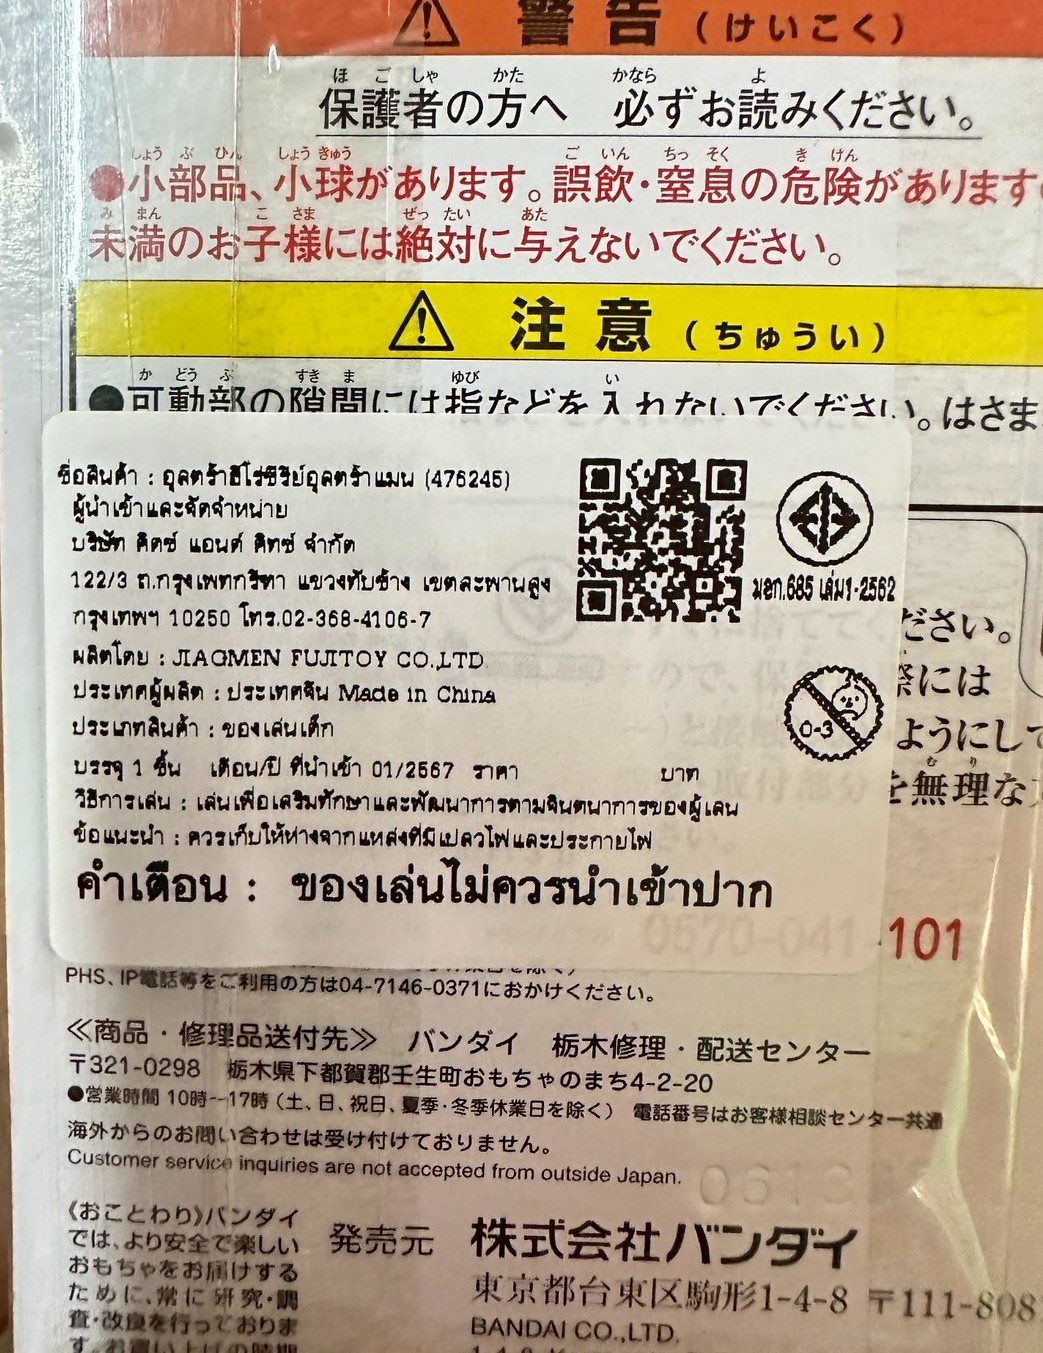 警告（けいこく）
保護者の方へ 必ずお読みください。
●小部品、小球があります。誤飲・窒息の危険があります
未満のお子様には絶対に与えないでください。
注意（ちゅうい）
●可動部の隙間には指などを入れないでください。はさま
ชื่อสินค้า : อุลตร้าฮีโร่ซีรีย์อุลตร้าแมน (476245)
ผู้นำเข้าและจัดจำหน่าย
บริษัท คิดซ์ แอนด์ คิทซ์ จำกัด
122/3 ถ.กรุงเทพกรีฑา แขวงทับช้าง เขตสะพานสูง
กรุงเทพฯ 10250 โทร.02-368-4106-7
ผลิตโดย : JIAOMEN FUJITOY CO.,LTD
ประเทศผู้ผลิต : ประเทศจีน Made in China
ประเภทสินค้า : ของเล่นเด็ก
บรรจุ 1 ชิ้น เดือน/ปี ที่นำเข้า 01/2567 ราคา บาท
วิธีการเล่น : เล่นเพื่อเสริมทักษาและพัฒนาการตามจินตนาการของผู้เล่น
ข้อแนะนำ : ควรเก็บให้ห่างจากแหล่งที่มีเปลวไฟและประกายไฟ
คำเตือน : ของเล่นไม่ควรนำเข้าปาก
มอก.685 เล่ม1-2562
0-3
ださい。
際には
ようにして
を無理な
0570-041-101
PHS、IP電話等をご利用の方は04-7146-0371におかけください。
≪商品・修理品送付先≫ バンダイ 栃木修理・配送センター
〒321-0298 栃木県下都賀郡壬生町おもちゃのまち4-2-20
●営業時間 10時〜17時（土、日、祝日、夏季・冬季休業日を除く） 電話番号はお客様相談センター共通
海外からのお問い合わせは受け付けておりません。
Customer service inquiries are not accepted from outside Japan.
《おことわり》バンダイ
では、より安全で楽しい
おもちゃをお届けする
ために、常に研究・調
査・改良を行っておりま
す。お買い上げの時期
発売元 株式会社バンダイ
東京都台東区駒形1-4-8 〒111-808
BANDAI CO.,LTD.